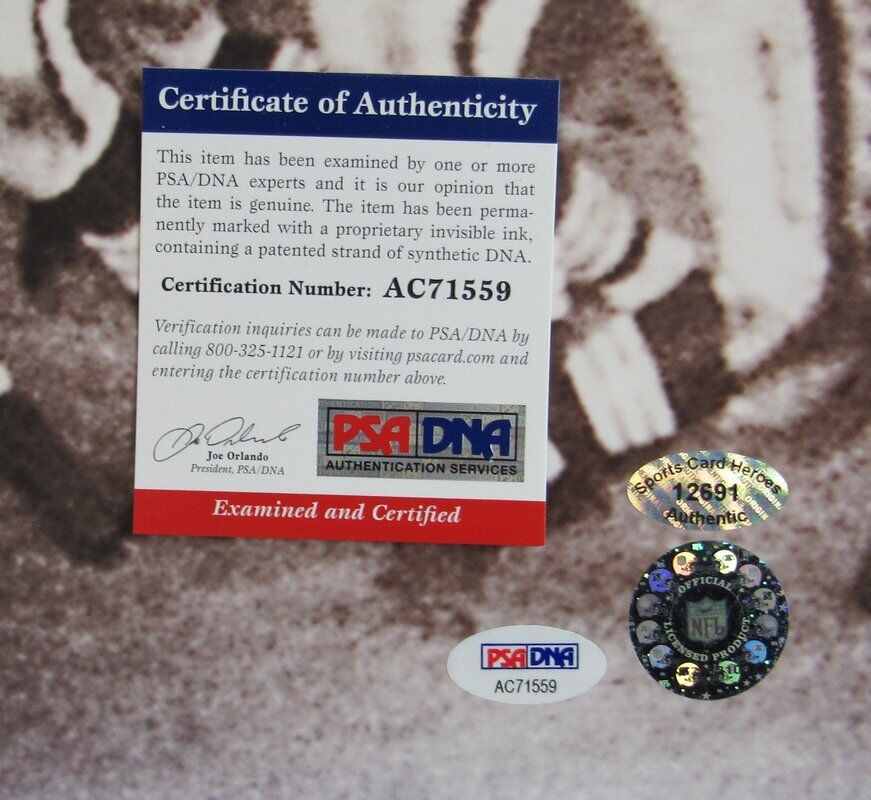 Certificate of Authenticity
This item has been examined by one or more
PSA/DNA experts and it is our opinion that
the item is genuine. The item has been perma-
nently marked with a proprietary invisible ink,
containing a patented strand of synthetic DNA.
Certification Number: AC71559
Verification inquiries can be made to PSA/DNA by
calling 800-325-1121 or by visiting psacard.com and
entering the certification number above.
Joe Orlando
President, PSA/DNA
PSA DNA
AUTHENTICATION SERVICES
Examined and Certified
Sports Card Heroes
12691
Authentic
OFFICIAL
NFL
LICENSED PRODUCT
PSA DNA
AC71559